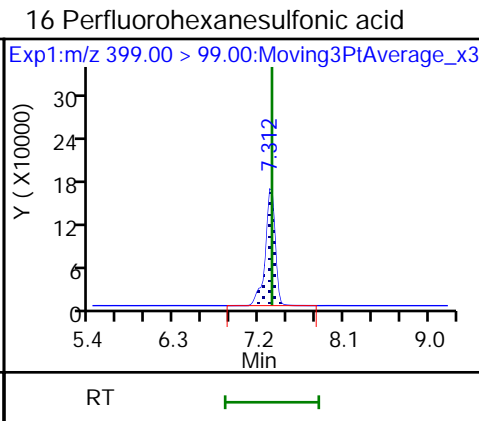 16 Perfluorohexanesulfonic acid
Exp1:m/z 399.00 > 99.00:Moving3PtAverage_x3
Y ( X10000)
30
24
18
12
6
0
7.312
5.4 6.3 7.2 8.1 9.0
Min
RT